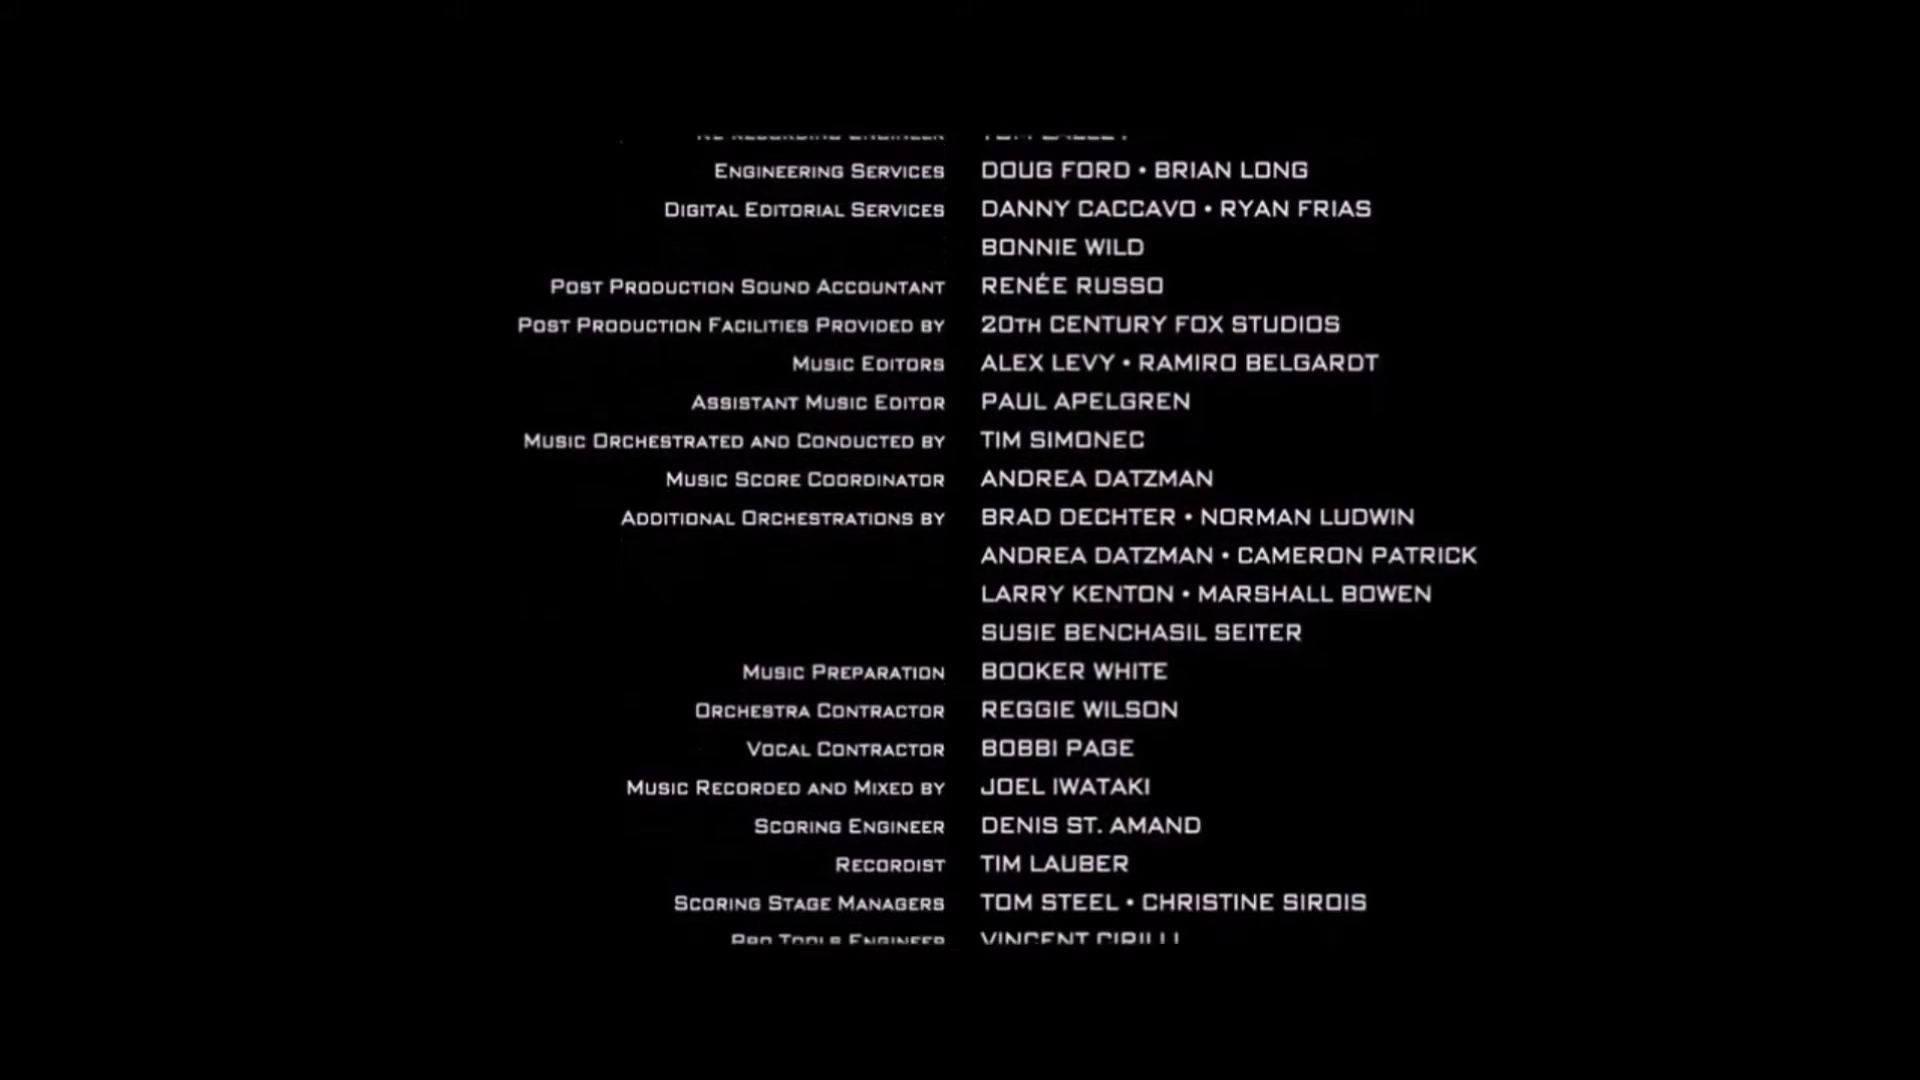 ENGINEERING SERVICES DOUG FORD • BRIAN LONG
DIGITAL EDITORIAL SERVICES DANNY CACCAVO • RYAN FRIAS
BONNIE WILD
POST PRODUCTION SOUND ACCOUNTANT RENÉE RUSSO
POST PRODUCTION FACILITIES PROVIDED BY 20TH CENTURY FOX STUDIOS
MUSIC EDITORS ALEX LEVY • RAMIRO BELGARDT
ASSISTANT MUSIC EDITOR PAUL APELGREN
MUSIC ORCHESTRATED AND CONDUCTED BY TIM SIMONEC
MUSIC SCORE COORDINATOR ANDREA DATZMAN
ADDITIONAL ORCHESTRATIONS BY BRAD DECHTER • NORMAN LUDWIN
ANDREA DATZMAN • CAMERON PATRICK
LARRY KENTON • MARSHALL BOWEN
SUSIE BENCHASIL SEITER
MUSIC PREPARATION BOOKER WHITE
ORCHESTRA CONTRACTOR REGGIE WILSON
VOCAL CONTRACTOR BOBBI PAGE
MUSIC RECORDED AND MIXED BY JOEL IWATAKI
SCORING ENGINEER DENIS ST. AMAND
RECORDIST TIM LAUBER
SCORING STAGE MANAGERS TOM STEEL • CHRISTINE SIROIS
PRO TOOLS ENGINEER VINCENT CIRILLI